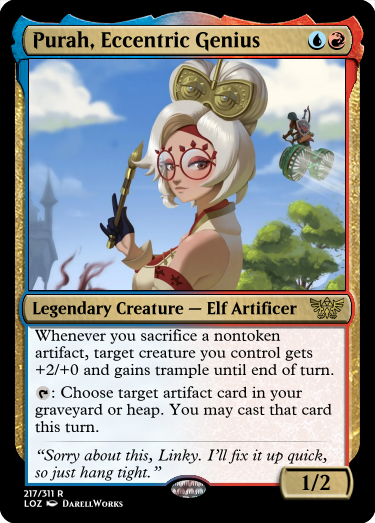 Purah, Eccentric Genius
Legendary Creature — Elf Artificer
Whenever you sacrifice a nontoken
artifact, target creature you control gets
+2/+0 and gains trample until end of turn.
: Choose target artifact card in your
graveyard or heap. You may cast that card
this turn.
“Sorry about this, Linky. I’ll fix it up quick,
so just hang tight.”
1/2
217/311 R
LOZ DarellWorks